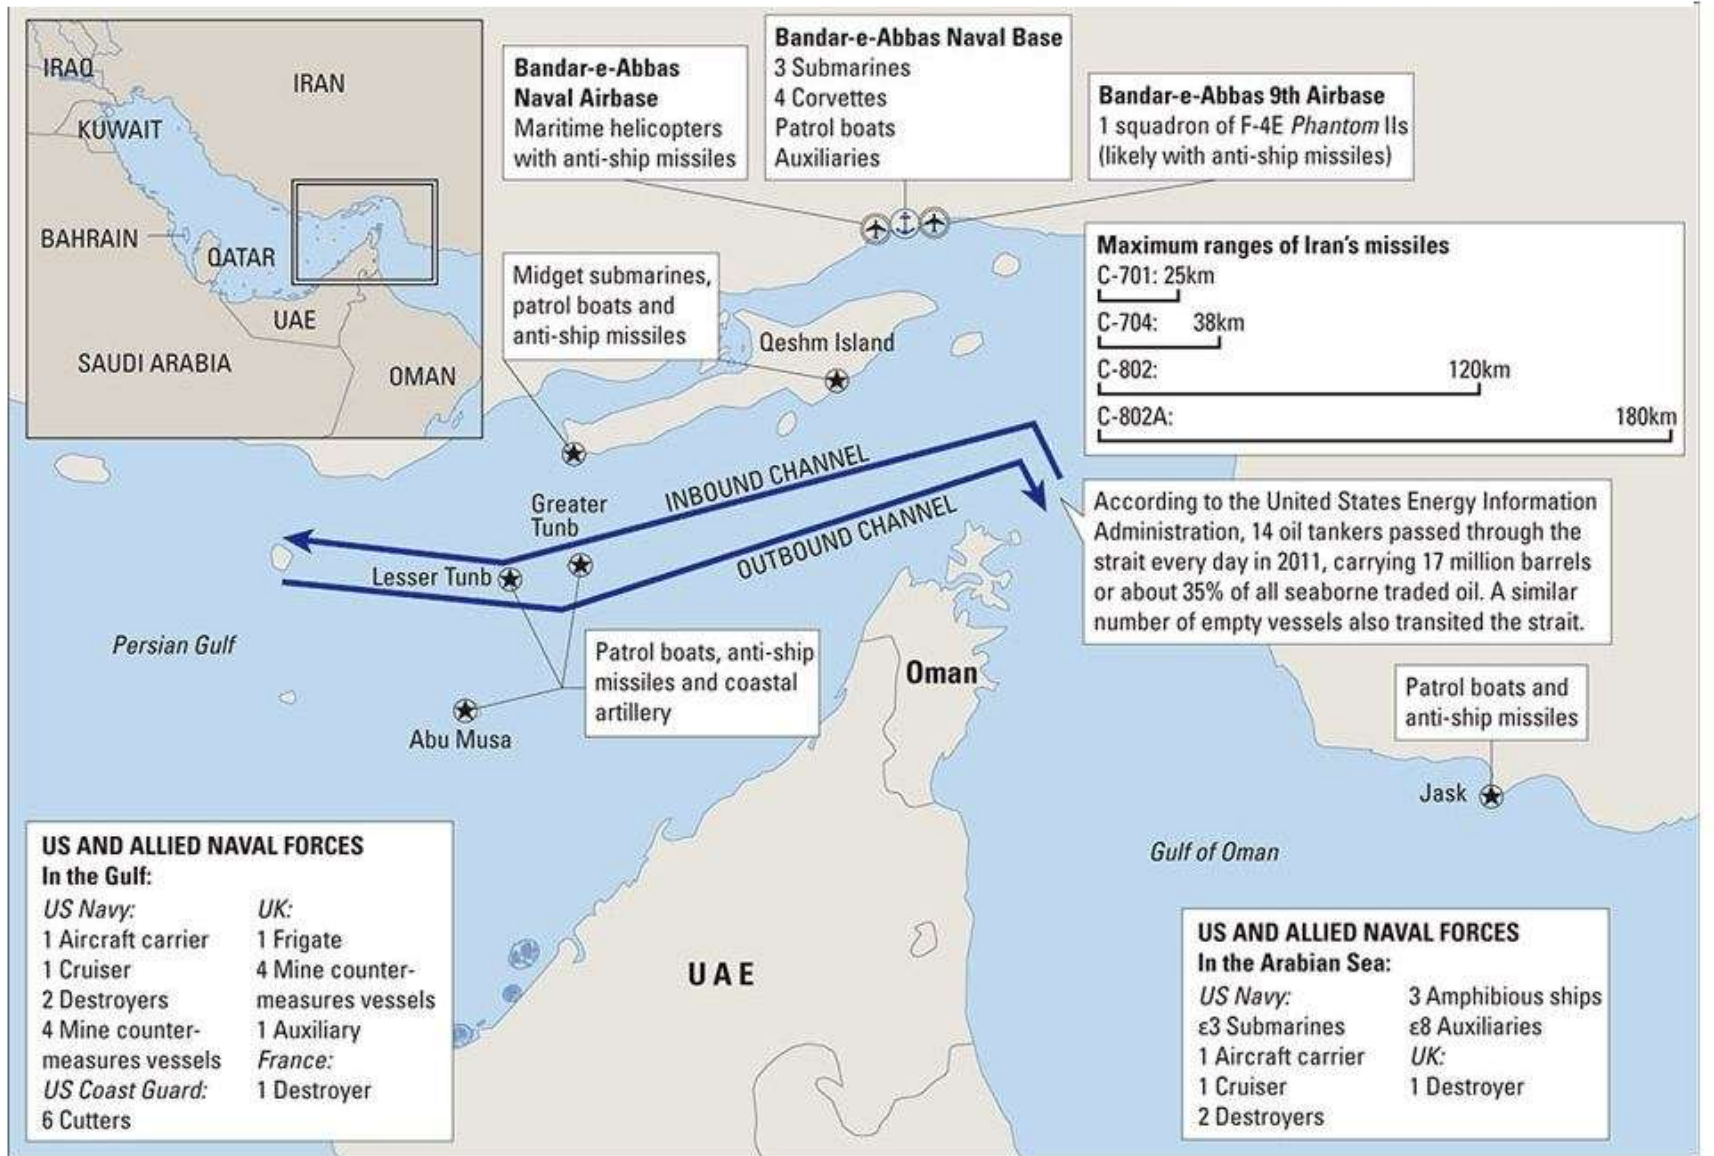 IRAQ
IRAN
KUWAIT
BAHRAIN
QATAR
UAE
SAUDI ARABIA
OMAN
Bandar-e-Abbas
Naval Airbase
Maritime helicopters
with anti-ship missiles
Bandar-e-Abbas Naval Base
3 Submarines
4 Corvettes
Patrol boats
Auxiliaries
Bandar-e-Abbas 9th Airbase
1 squadron of F-4E Phantom IIs
(likely with anti-ship missiles)
Maximum ranges of Iran's missiles
C-701: 25km
C-704: 38km
C-802: 120km
C-802A: 180km
Midget submarines,
patrol boats and
anti-ship missiles
Qeshm Island
INBOUND CHANNEL
OUTBOUND CHANNEL
Greater
Tunb
Lesser Tunb
According to the United States Energy Information
Administration, 14 oil tankers passed through the
strait every day in 2011, carrying 17 million barrels
or about 35% of all seaborne traded oil. A similar
number of empty vessels also transited the strait.
Persian Gulf
Patrol boats, anti-ship
missiles and coastal
artillery
Abu Musa
Oman
Patrol boats and
anti-ship missiles
Jask
Gulf of Oman
UAE
US AND ALLIED NAVAL FORCES
In the Gulf:
US Navy:
1 Aircraft carrier
1 Cruiser
2 Destroyers
4 Mine counter-
measures vessels
US Coast Guard:
6 Cutters
UK:
1 Frigate
4 Mine counter-
measures vessels
1 Auxiliary
France:
1 Destroyer
US AND ALLIED NAVAL FORCES
In the Arabian Sea:
US Navy:
ε3 Submarines
1 Aircraft carrier
1 Cruiser
2 Destroyers
3 Amphibious ships
ε8 Auxiliaries
UK:
1 Destroyer